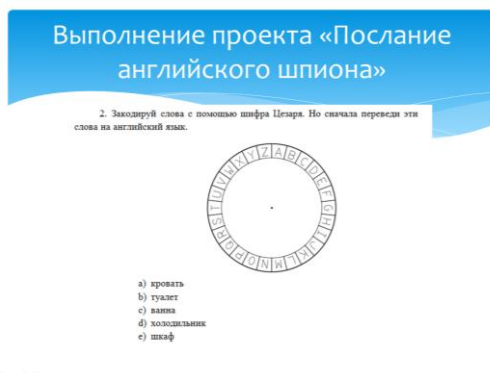 Выполнение проекта «Послание
английского шпиона»
2. Закодируй слова с помощью шифра Цезаря. Но сначала переведи эти
слова на английский язык.
A B C D E F G H I J K L M N O P Q R S T U V W X Y Z
a) кровать
b) туалет
c) ванна
d) холодильник
e) шкаф